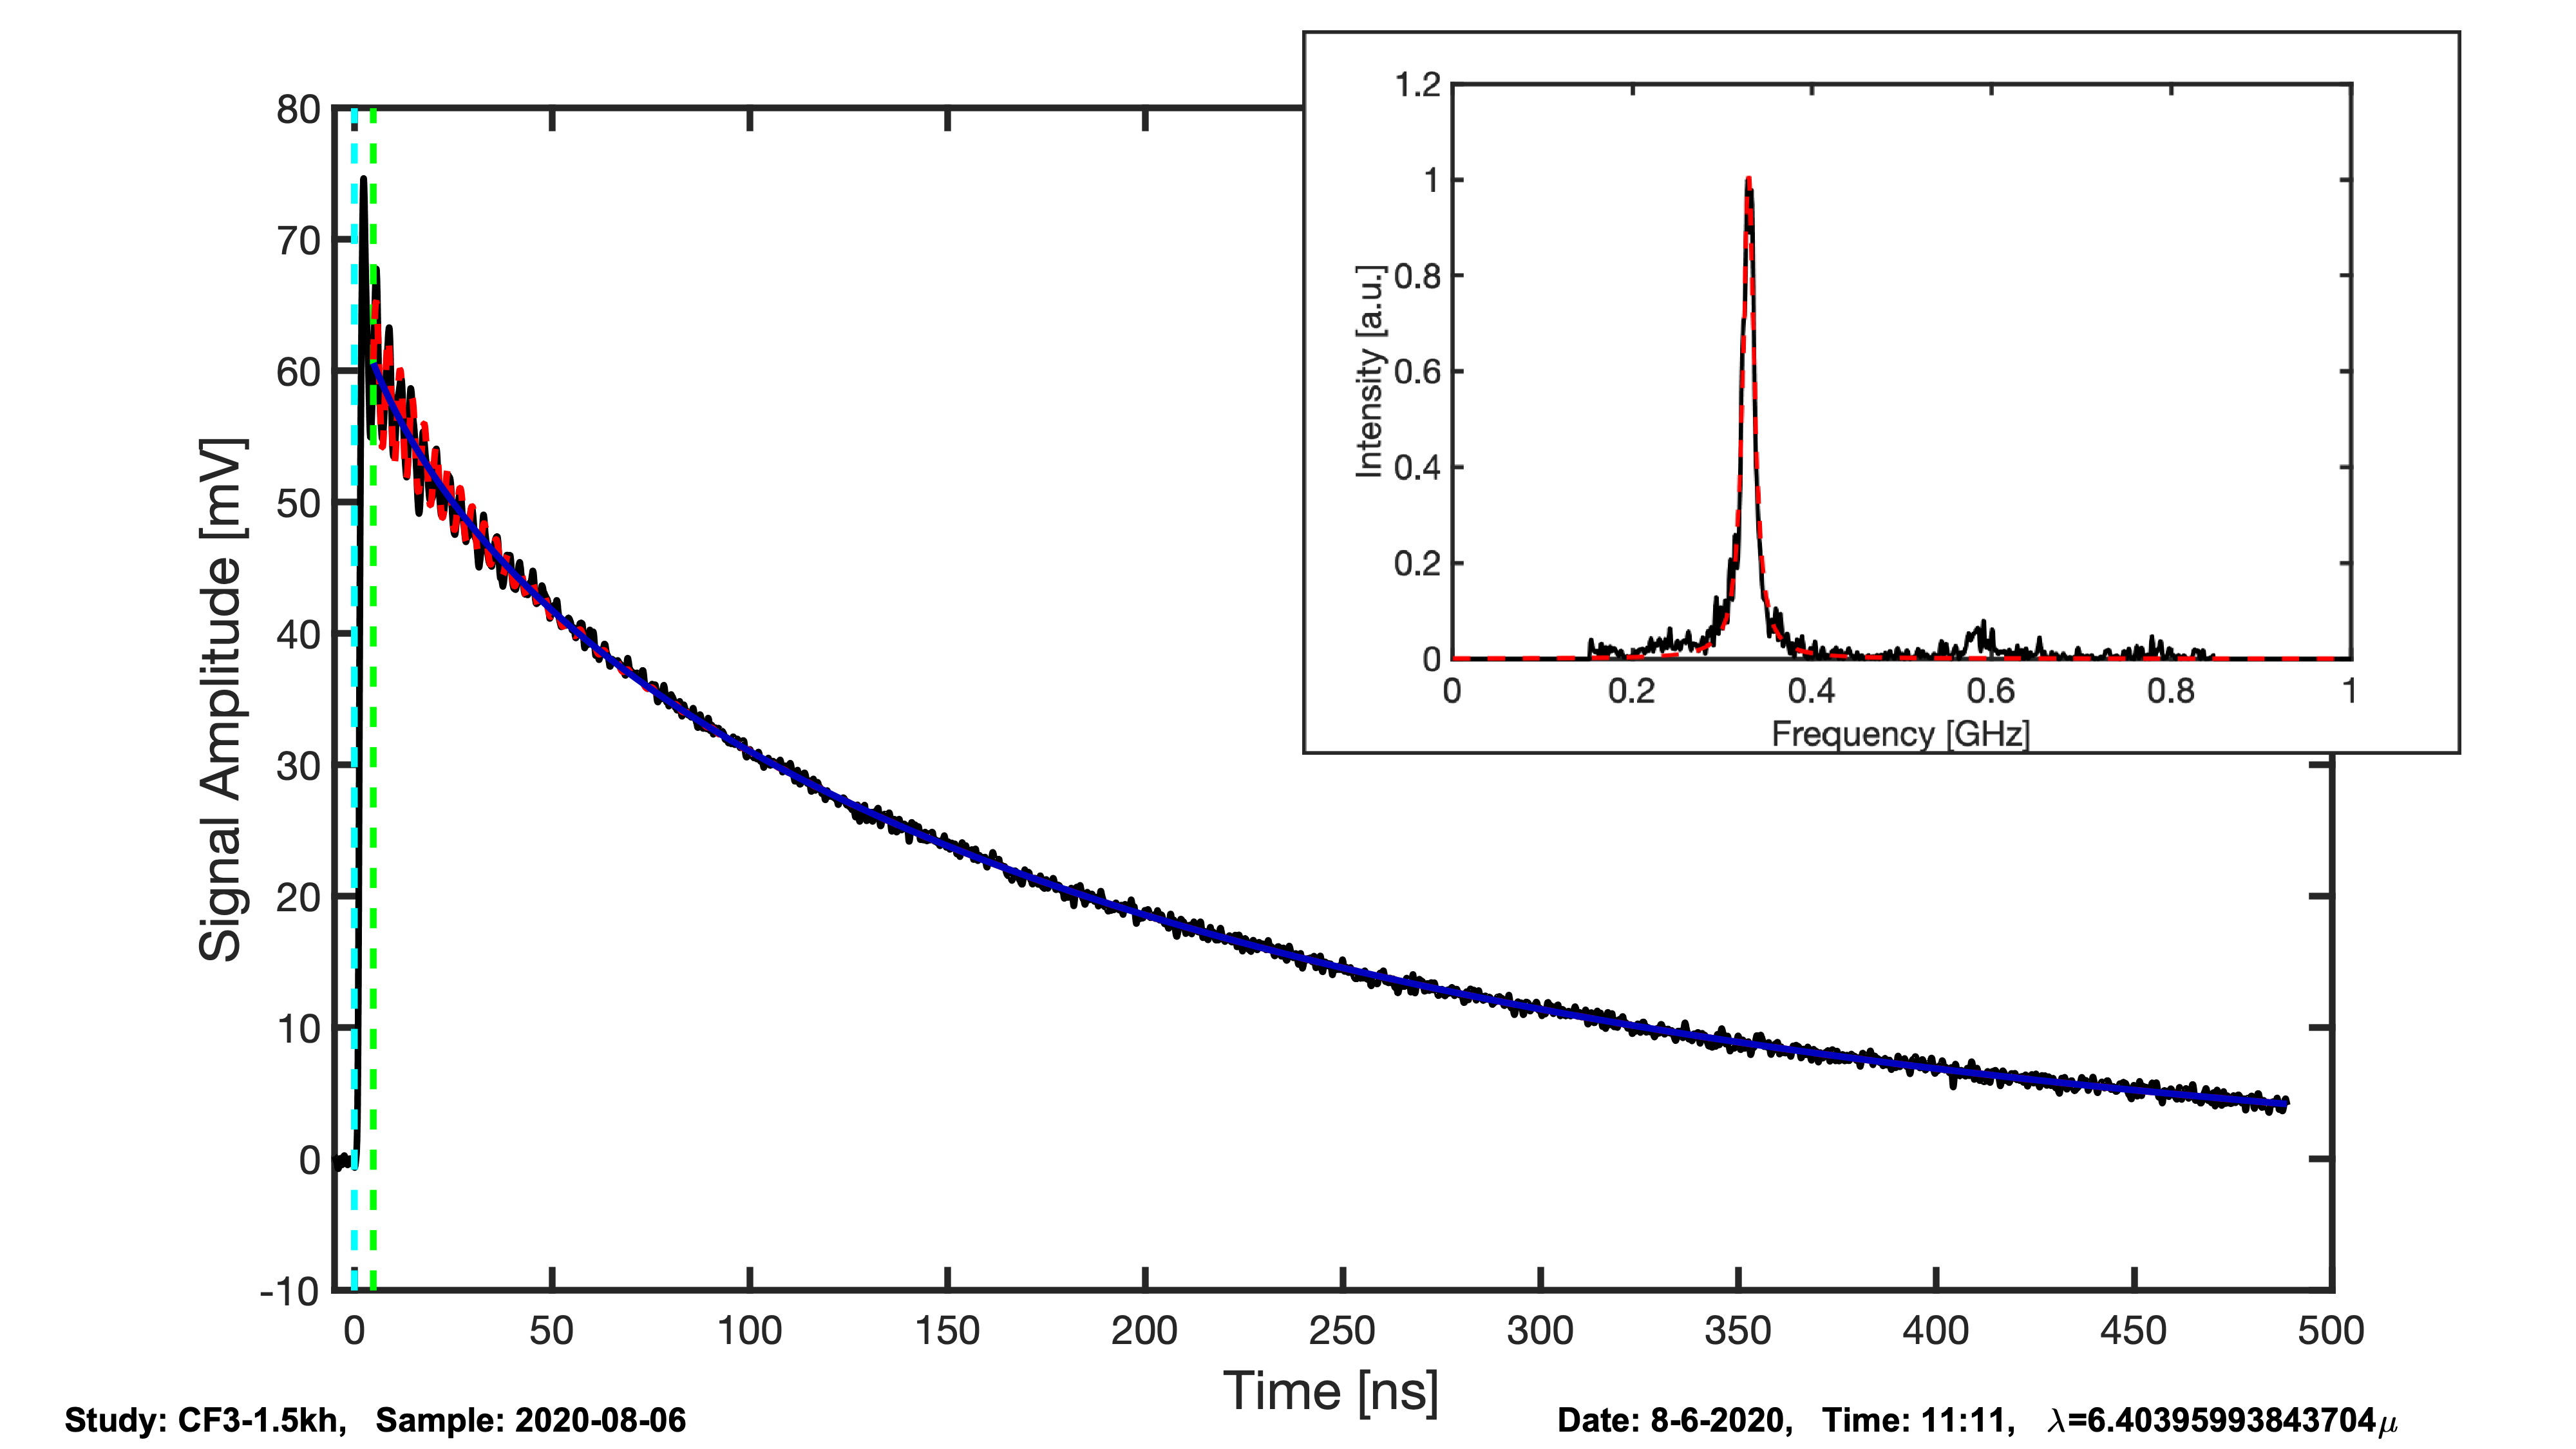 80
70
60
50
40
30
20
10
0
-10
Signal Amplitude [mV]
0 50 100 150 200 250 300 350 400 450 500
Time [ns]
1.2
1
0.8
0.6
0.4
0.2
0
Intensity [a.u.]
0 0.2 0.4 0.6 0.8 1
Frequency [GHz]
Study: CF3-1.5kh, Sample: 2020-08-06
Date: 8-6-2020, Time: 11:11, λ=6.40395993843704μ